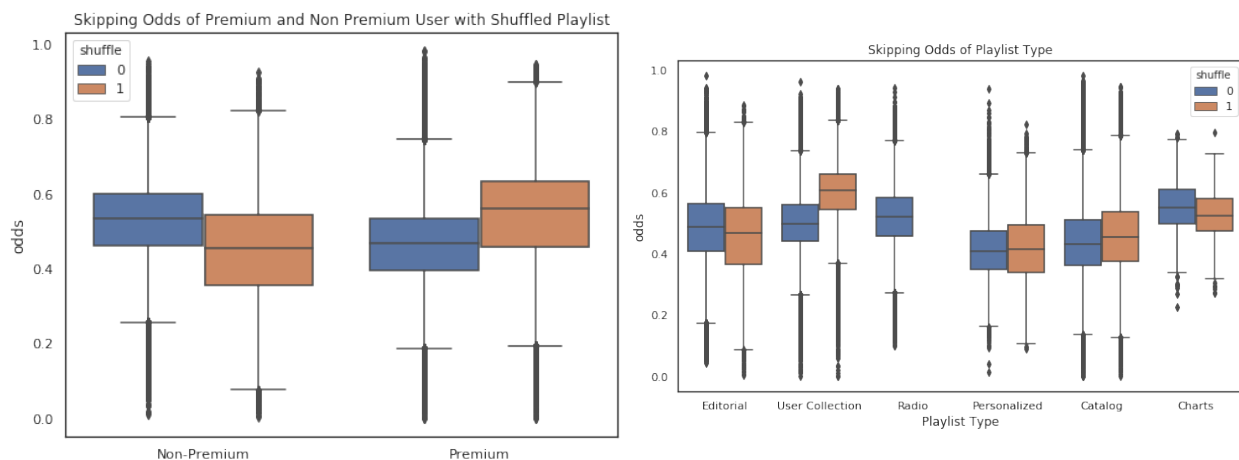 Skipping Odds of Premium and Non Premium User with Shuffled Playlist
shuffle
0
1
odds
1.0
0.8
0.6
0.4
0.2
0.0
Non-Premium Premium
Skipping Odds of Playlist Type
shuffle
0
1
odds
1.0
0.8
0.6
0.4
0.2
0.0
Editorial User Collection Radio Personalized Catalog Charts
Playlist Type